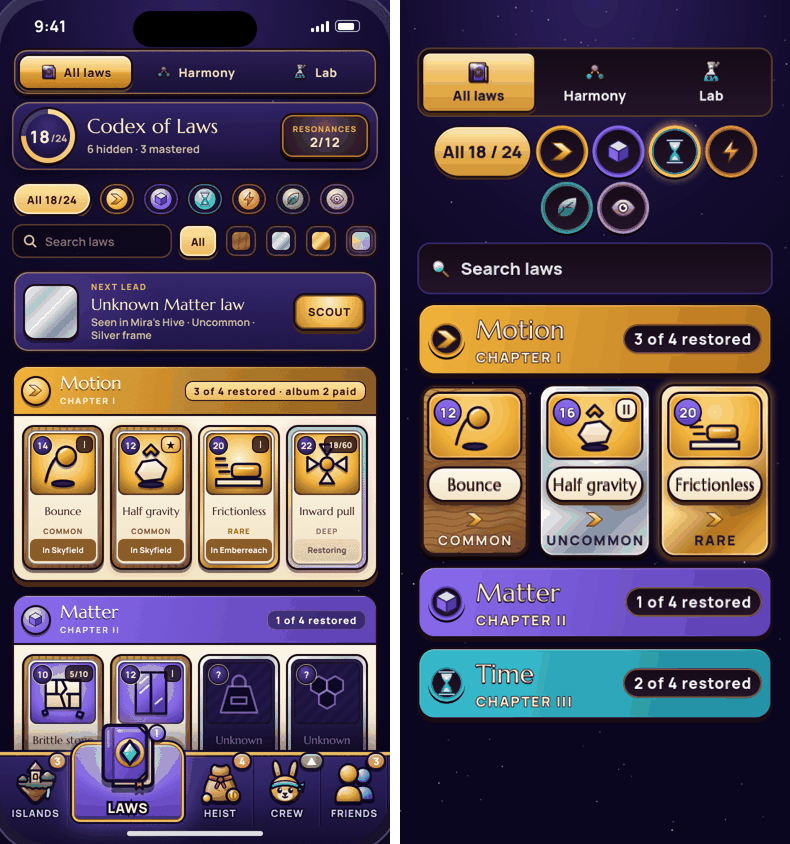 9:41
All laws
Harmony
Lab
18/24
Codex of Laws
6 hidden · 3 mastered
RESONANCES
2/12
All 18/24
Search laws
All
NEXT LEAD
Unknown Matter law
Seen in Mira's Hive · Uncommon ·
Silver frame
SCOUT
Motion
CHAPTER I
3 of 4 restored · album 2 paid
14
I
Bounce
COMMON
In Skyfield
12
★
Half gravity
COMMON
In Skyfield
20
I
Frictionless
RARE
In Emberreach
22
18/60
Inward pull
DEEP
Restoring
Matter
CHAPTER II
1 of 4 restored
10
5/10
Brittle
12
I
?
Unknown
?
Unknown
1
3
ISLANDS
LAWS
4
HEIST
CREW
3
FRIENDS
All laws
Harmony
Lab
All 18 / 24
Search laws
Motion
CHAPTER I
3 of 4 restored
12
Bounce
COMMON
16
II
Half gravity
UNCOMMON
20
Frictionless
RARE
Matter
CHAPTER II
1 of 4 restored
Time
CHAPTER III
2 of 4 restored